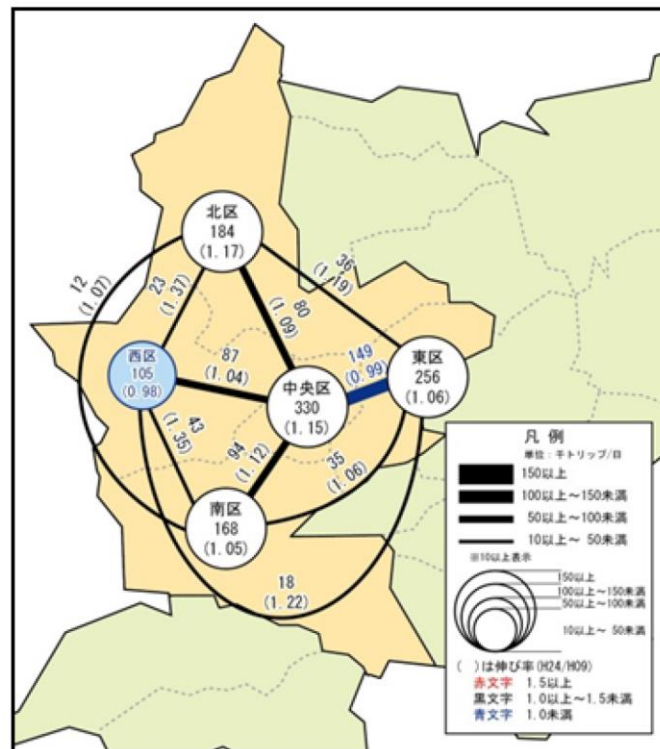 北区
184
(1.17)
12
(1.07)
23
(1.37)
36
(1.19)
80
(1.09)
西区
105
(0.98)
87
(1.04)
149
(0.99)
東区
256
(1.06)
中央区
330
(1.15)
43
(1.35)
94
(1.12)
35
(1.06)
南区
168
(1.05)
18
(1.22)
凡 例
単位：千トリップ/日
150以上
100以上～150未満
50以上～100未満
10以上～ 50未満
※10以上表示
150以上
100以上～150未満
50以上～100未満
10以上～ 50未満
( )は伸び率(H24/H09)
赤文字 1.5以上
黒文字 1.0以上～1.5未満
青文字 1.0未満